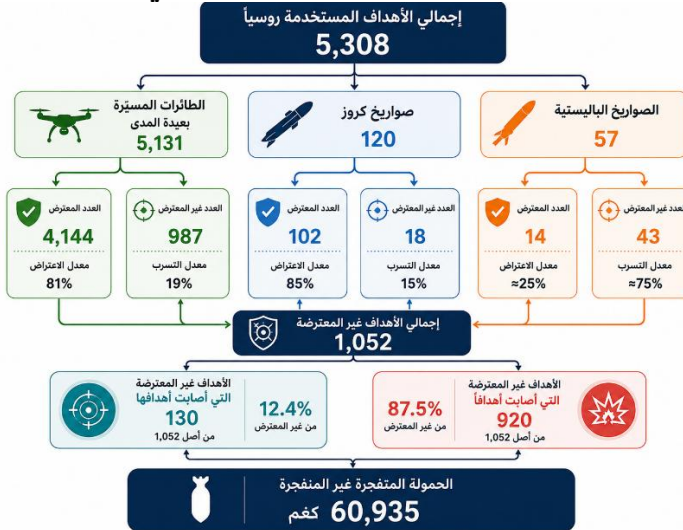 إجمالي الأهداف المستخدمة روسياً
5,308
الصواريخ الباليستية
57
صواريخ كروز
120
الطائرات المسيّرة
بعيدة المدى
5,131
العدد غير المعترض
43
معدل التسرب
≈75%
العدد المعترض
14
معدل الاعتراض
≈25%
العدد غير المعترض
18
معدل التسرب
15%
العدد المعترض
102
معدل الاعتراض
85%
العدد غير المعترض
987
معدل التسرب
19%
العدد المعترض
4,144
معدل الاعتراض
81%
إجمالي الأهداف غير المعترضة
1,052
الأهداف غير المعترضة
التي أصابت أهدافاً
920
من أصل 1,052
87.5%
من غير المعترض
12.4%
من غير المعترض
الأهداف غير المعترضة
التي أصابت أهدافها
130
من أصل 1,052
الحمولة المتفجرة غير المنفجرة
60,935 كغم